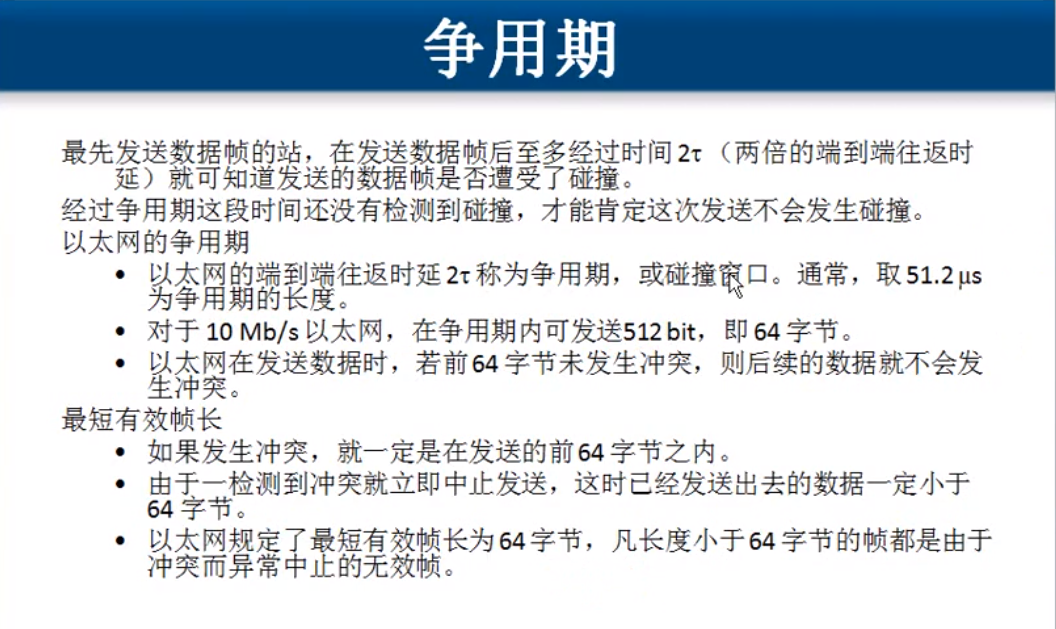 争用期
最先发送数据帧的站，在发送数据帧后至多经过时间 2τ （两倍的端到端往返时
延）就可知道发送的数据帧是否遭受了碰撞。
经过争用期这段时间还没有检测到碰撞，才能肯定这次发送不会发生碰撞。
以太网的争用期
• 以太网的端到端往返时延 2τ 称为争用期，或碰撞窗口。通常，取 51.2 μs
为争用期的长度。
• 对于 10 Mb/s 以太网，在争用期内可发送512 bit，即 64 字节。
• 以太网在发送数据时，若前 64 字节未发生冲突，则后续的数据就不会发
生冲突。
最短有效帧长
• 如果发生冲突，就一定是在发送的前 64 字节之内。
• 由于一检测到冲突就立即中止发送，这时已经发送出去的数据一定小于
64 字节。
• 以太网规定了最短有效帧长为 64 字节，凡长度小于 64 字节的帧都是由于
冲突而异常中止的无效帧。